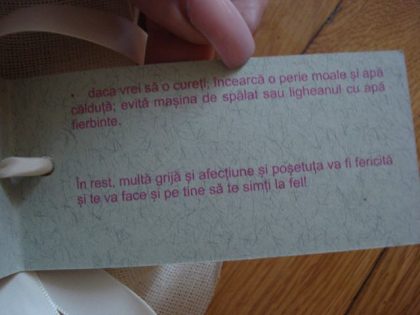 • daca vrei să o cureți, încearcă o perie moale și apă
călduță; evită mașina de spălat sau ligheanul cu apă
fierbinte.
În rest, multă grijă și afecțiune și poșetuța va fi fericită
și te va face și pe tine să te simți la fel!